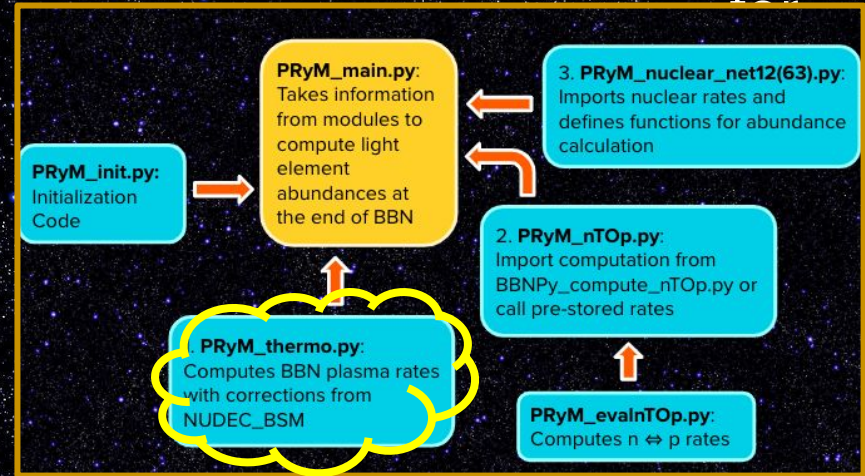 PRyM_main.py:
Takes information
from modules to
compute light
element
abundances at
the end of BBN
3. PRyM_nuclear_net12(63).py:
Imports nuclear rates and
defines functions for abundance
calculation
PRyM_init.py:
Initialization
Code
2. PRyM_nTOp.py:
Import computation from
BBNPy_compute_nTOp.py or
call pre-stored rates
PRyM_thermo.py:
Computes BBN plasma rates
with corrections from
NUDEC_BSM
PRyM_evalnTOp.py:
Computes n ⇔ p rates